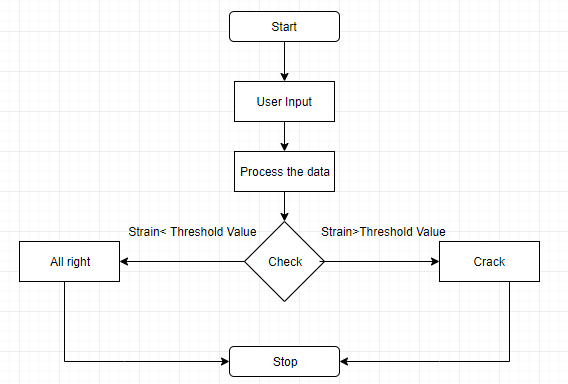 Start
User Input
Process the data
Strain< Threshold Value
Strain>Threshold Value
All right
Check
Crack
Stop